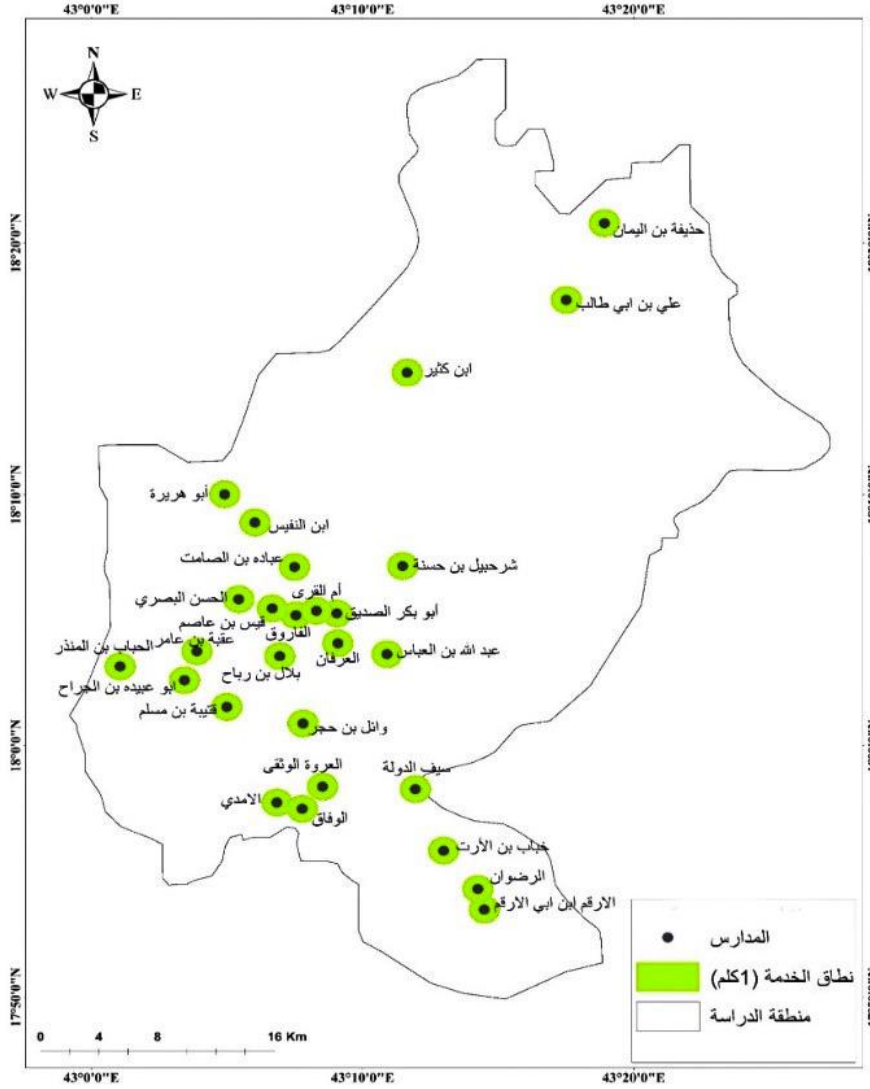 43°0'0"E 43°10'0"E 43°20'0"E
N
W E
S
18°20'0"N
حذيفة بن اليمان
علي بن ابي طالب
ابن كثير
18°10'0"N
أبو هريرة
ابن النفيس
عباده بن الصامت
شرحبيل بن حسنة
أم القرى
الحسن البصري
أبو بكر الصديق
قيس بن عاصم
الفاروق
عقبة بن عامر
العرفان
عبد الله بن العباس
الحباب بن المنذر
بلال بن رباح
ابو عبيده بن الجراح
قتيبة بن مسلم
وائل بن حجر
18°0'0"N
العروة الوثقى
سيف الدولة
الامدي
الوفاق
خباب بن الأرت
الرضوان
الارقم ابن ابي الارقم
المدارس
نطاق الخدمة (1كلم)
منطقة الدراسة
17°50'0"N
0 4 8 16 Km
43°0'0"E 43°10'0"E 43°20'0"E